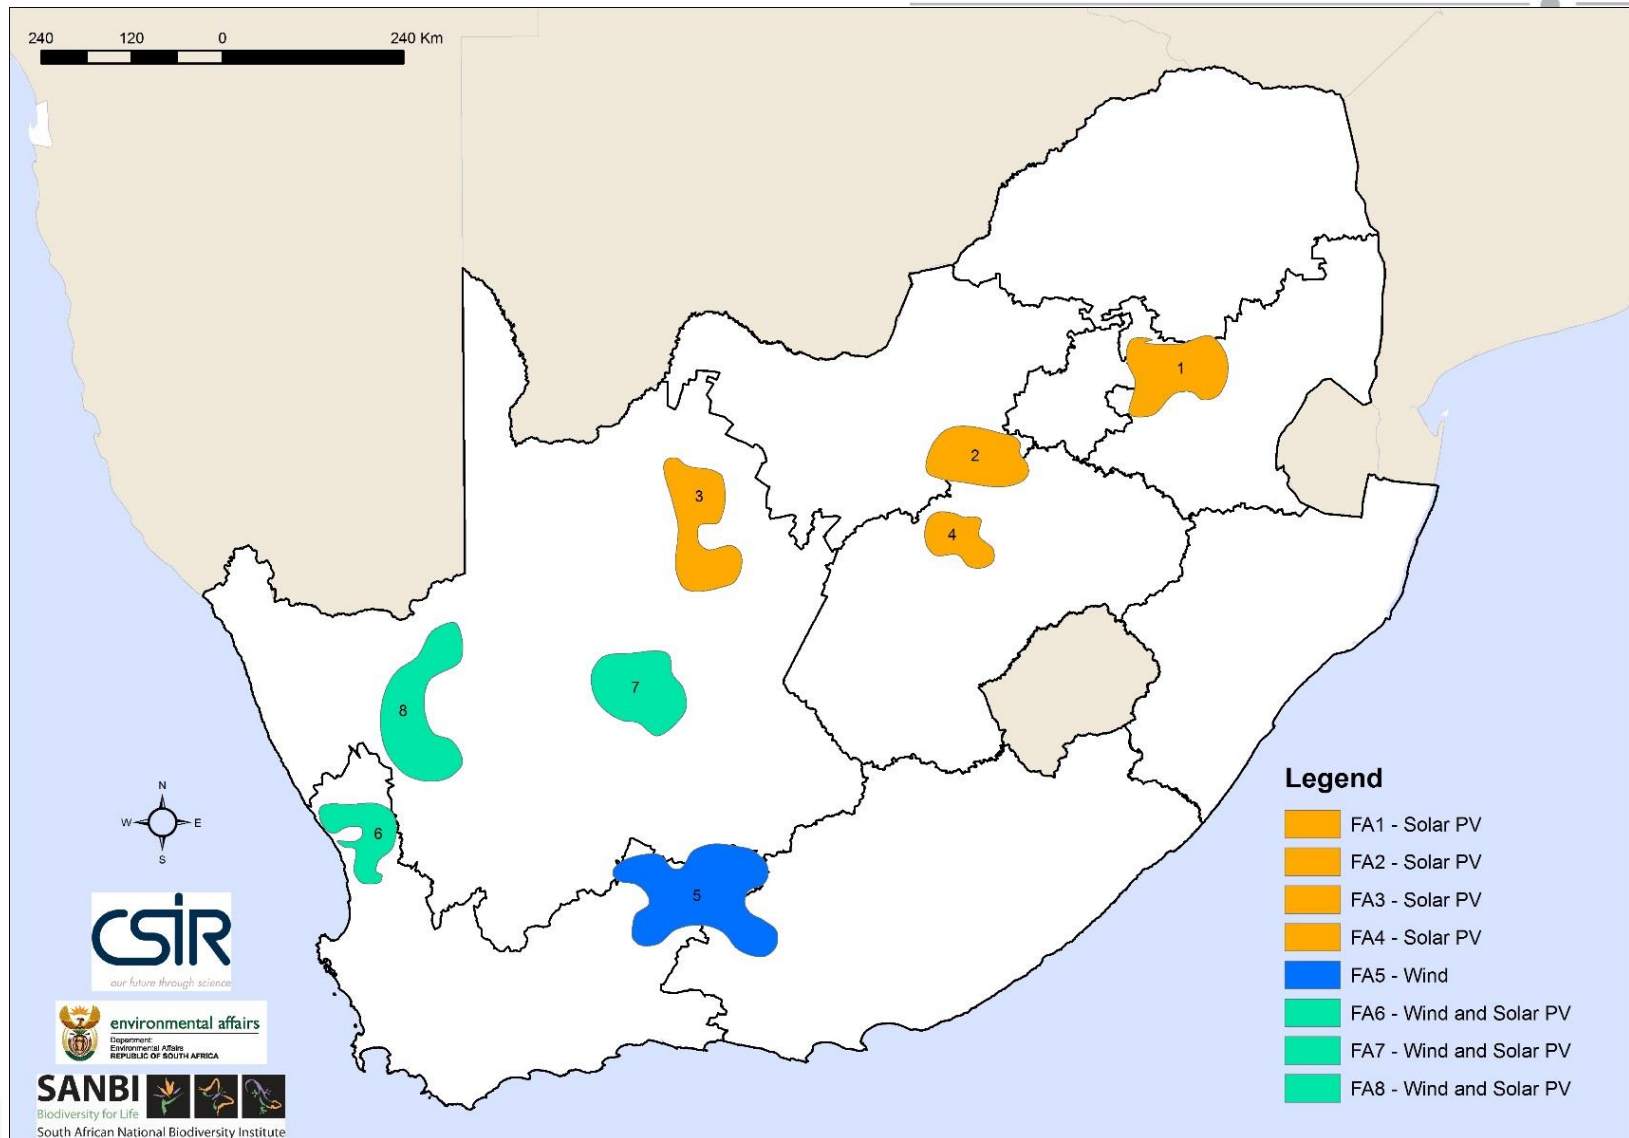 240 120 0 240 Km
1
2
3
4
7
8
6
5
N
W E
S
Legend
FA1 - Solar PV
FA2 - Solar PV
FA3 - Solar PV
FA4 - Solar PV
FA5 - Wind
FA6 - Wind and Solar PV
FA7 - Wind and Solar PV
FA8 - Wind and Solar PV
CSIR
our future through science
environmental affairs
Department:
Environmental Affairs
REPUBLIC OF SOUTH AFRICA
SANBI
Biodiversity for Life
South African National Biodiversity Institute